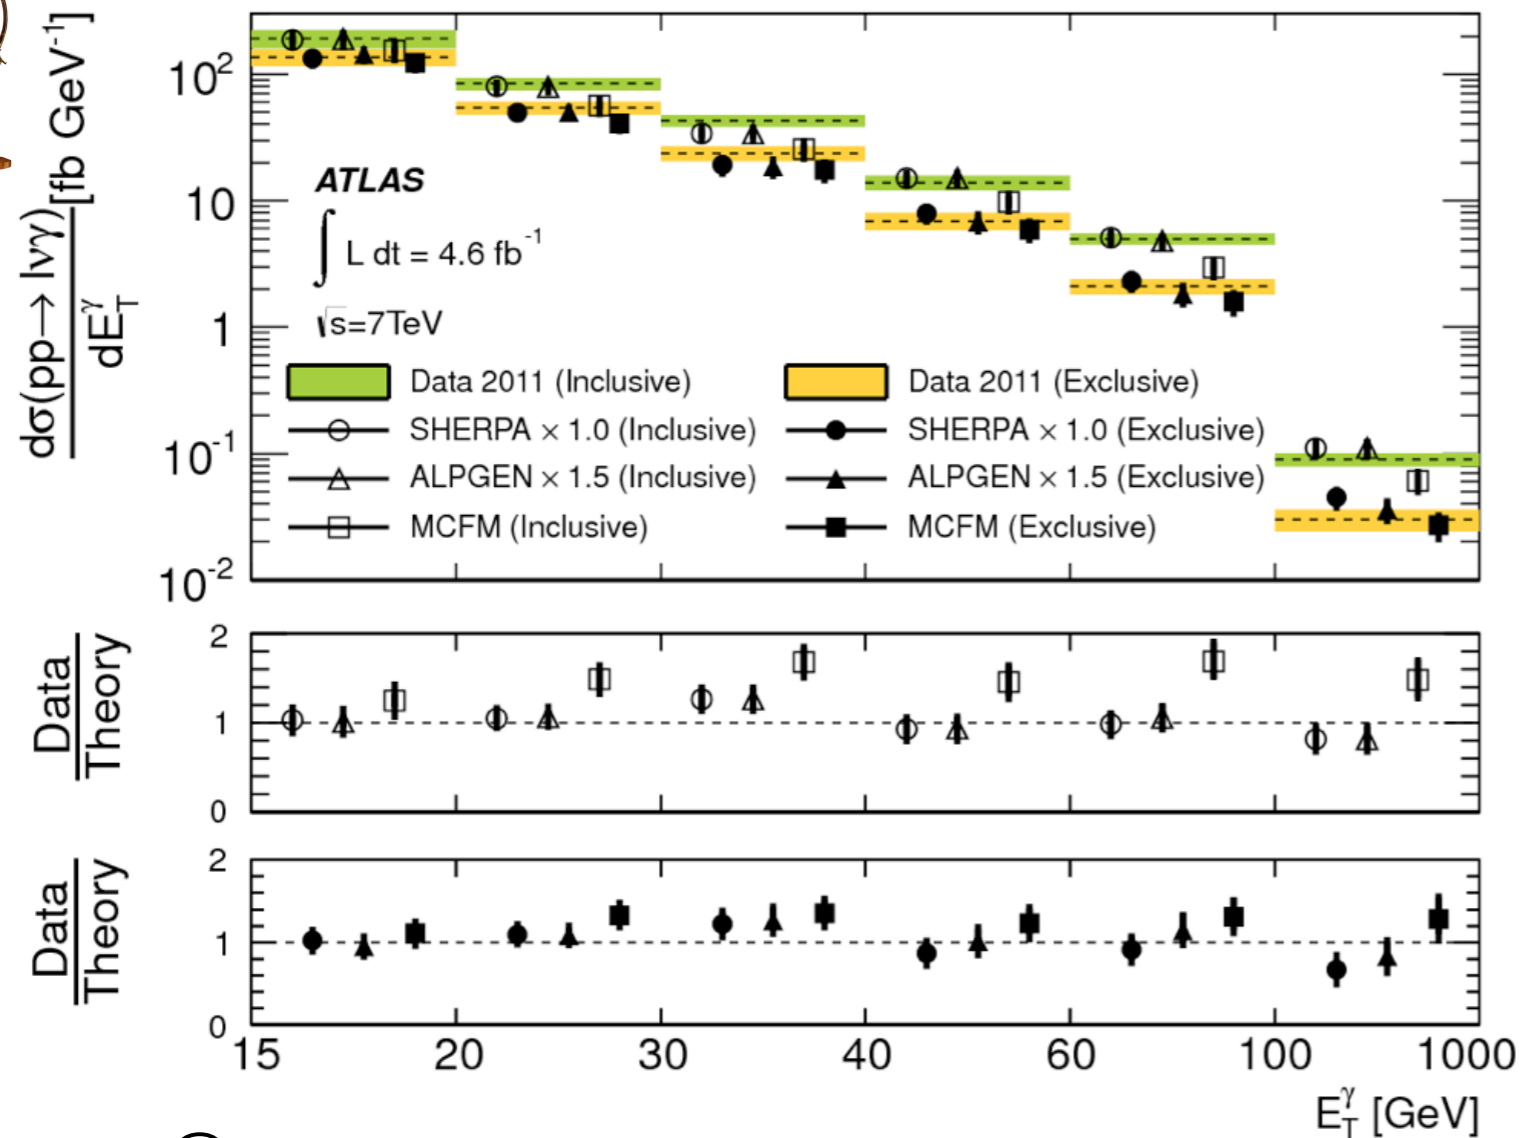 dσ(pp→ lνγ)
dE_T^γ
[fb GeV⁻¹]
10²
10
1
10⁻¹
10⁻²
ATLAS
∫ L dt = 4.6 fb⁻¹
√s=7TeV
Data 2011 (Inclusive)
Data 2011 (Exclusive)
SHERPA × 1.0 (Inclusive)
SHERPA × 1.0 (Exclusive)
ALPGEN × 1.5 (Inclusive)
ALPGEN × 1.5 (Exclusive)
MCFM (Inclusive)
MCFM (Exclusive)
Data
Theory
2
1
0
Data
Theory
2
1
0
15 20 30 40 60 100 1000
E_T^γ [GeV]